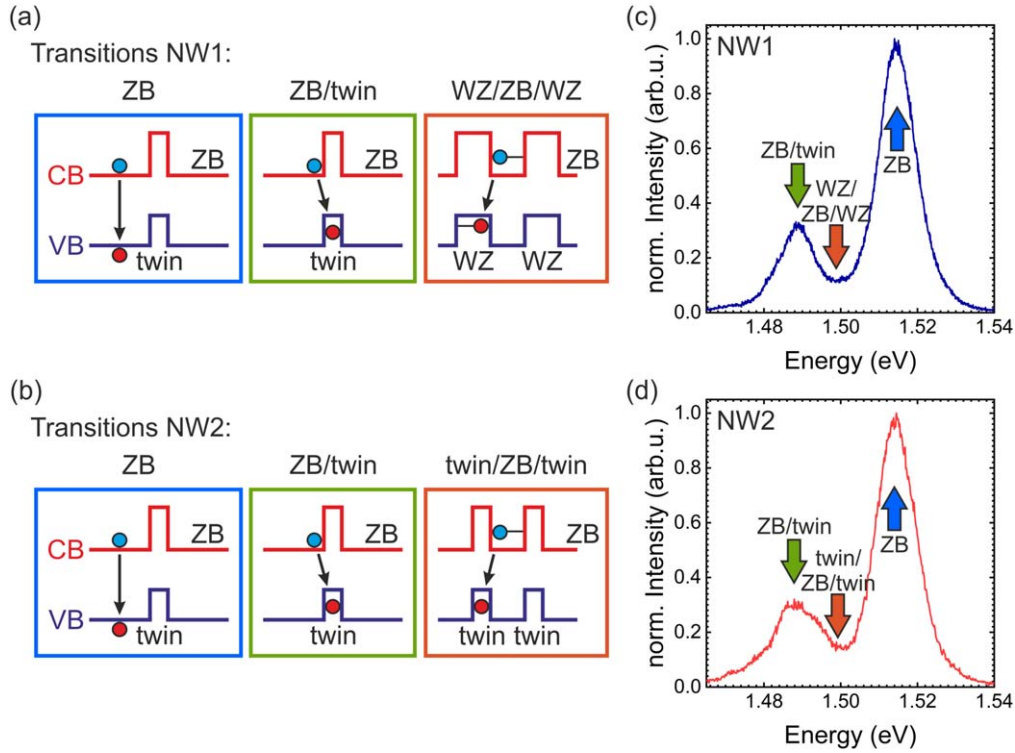 (a)
Transitions NW1:
ZB
ZB/twin
WZ/ZB/WZ
CB
ZB
ZB
ZB
VB
twin
twin
WZ
WZ
(b)
Transitions NW2:
ZB
ZB/twin
twin/ZB/twin
CB
ZB
ZB
ZB
VB
twin
twin
twin
twin
(c)
NW1
norm. Intensity (arb.u.)
1.0
0.8
0.6
0.4
0.2
0.0
ZB/twin
WZ/
ZB/WZ
ZB
1.48
1.50
1.52
1.54
Energy (eV)
(d)
NW2
norm. Intensity (arb.u.)
1.0
0.8
0.6
0.4
0.2
0.0
ZB/twin
twin/
ZB/twin
ZB
1.48
1.50
1.52
1.54
Energy (eV)